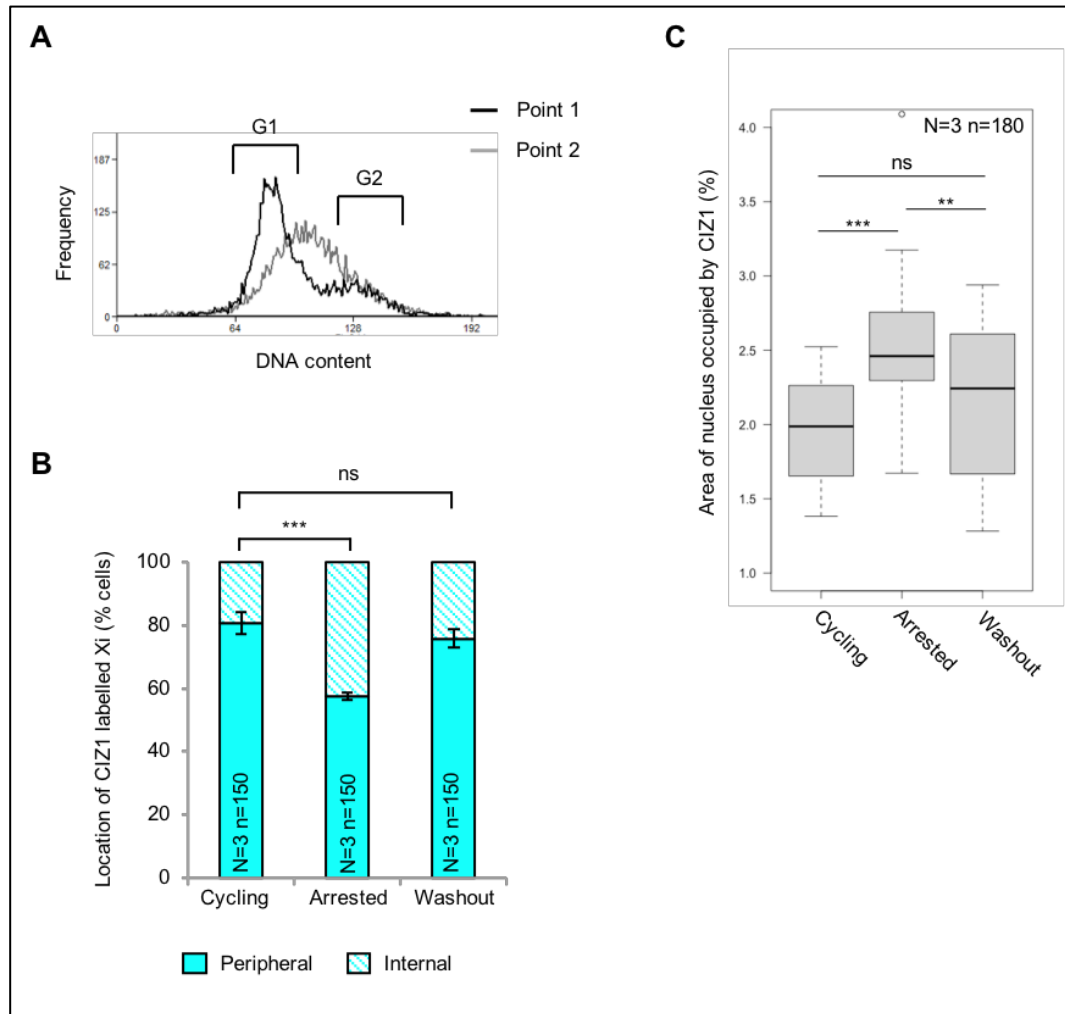 A
Point 1
Point 2
G1
G2
187
125
62
0
0
64
128
192
Frequency
DNA content
B
ns
***
100
80
60
40
20
0
Location of CIZ1 labelled Xi (% cells)
N=3 n=150
N=3 n=150
N=3 n=150
Cycling
Arrested
Washout
Peripheral
Internal
C
N=3 n=180
ns
***
**
4.0
3.5
3.0
2.5
2.0
1.5
1.0
Area of nucleus occupied by CIZ1 (%)
Cycling
Arrested
Washout